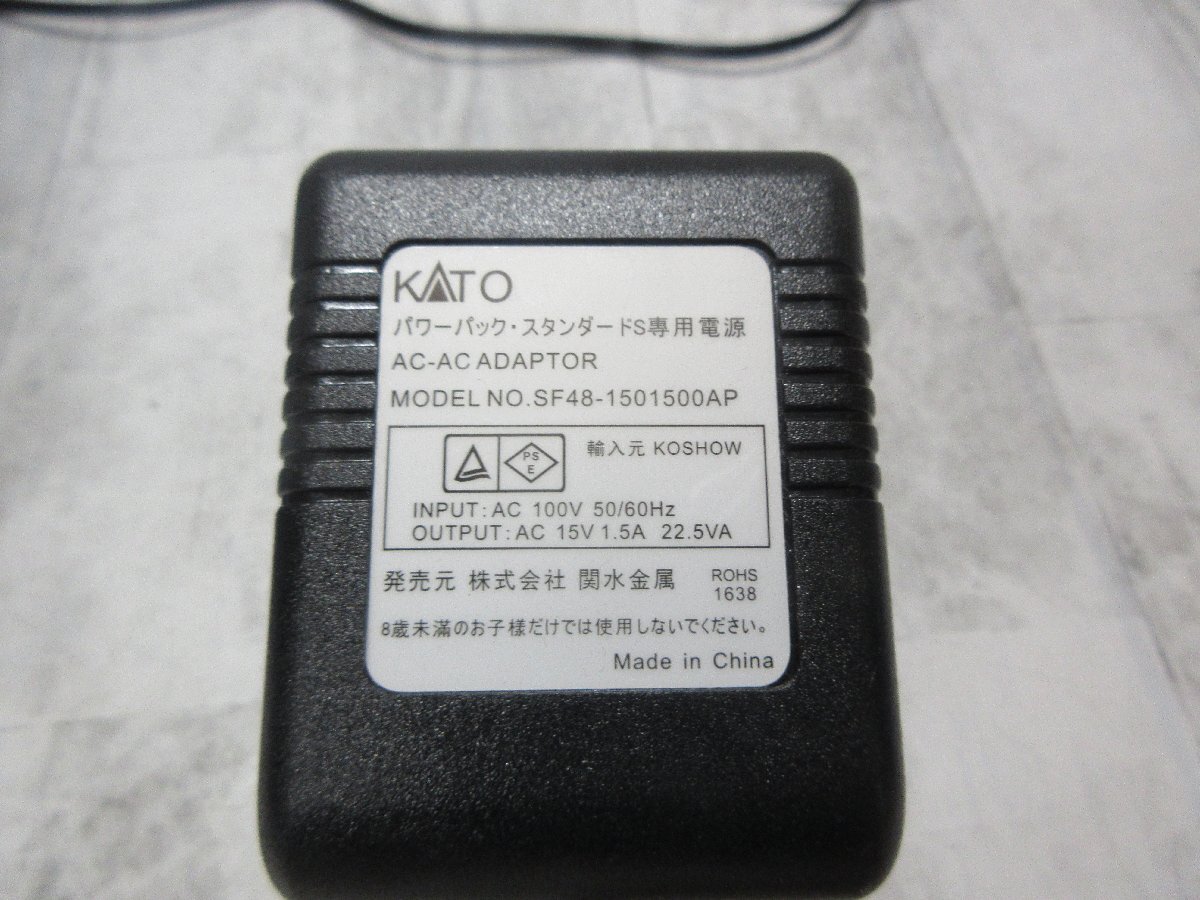 KATO
パワーパック・スタンダードS専用電源
AC-AC ADAPTOR
MODEL NO.SF48-1501500AP
PS
E
輸入元 KOSHOW
INPUT: AC 100V 50/60Hz
OUTPUT: AC 15V 1.5A 22.5VA
発売元 株式会社 関水金属
ROHS
1638
8歳未満のお子様だけでは使用しないでください。
Made in China